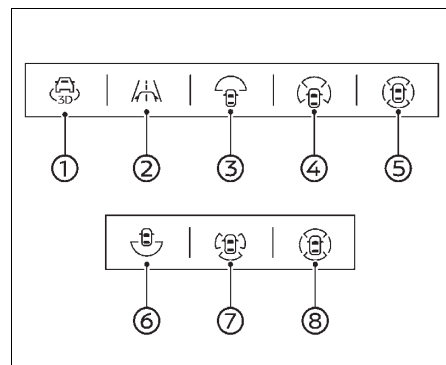 3D
① ② ③ ④ ⑤
⑥ ⑦ ⑧